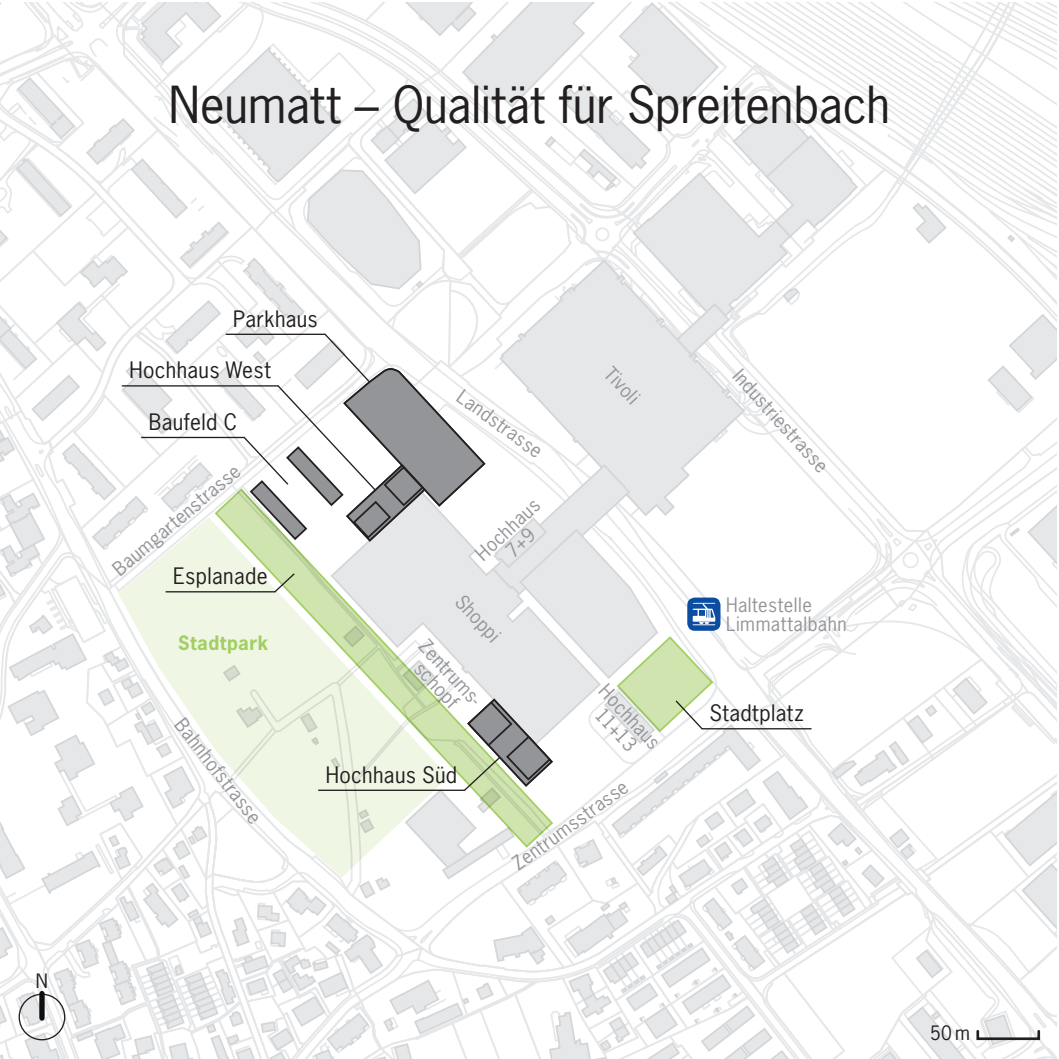 Neumatt – Qualität für Spreitenbach
Parkhaus
Hochhaus West
Baufeld C
Landstrasse
Tivoli
Industriestrasse
Baumgartenstrasse
Hochhaus
7+9
Esplanade
Shoppi
Haltestelle
Limmattalbahn
Stadtpark
Zentrums-
schopf
Hochhaus
11+13
Stadtplatz
Bahnhofstrasse
Hochhaus Süd
Zentrumsstrasse
N
50 m